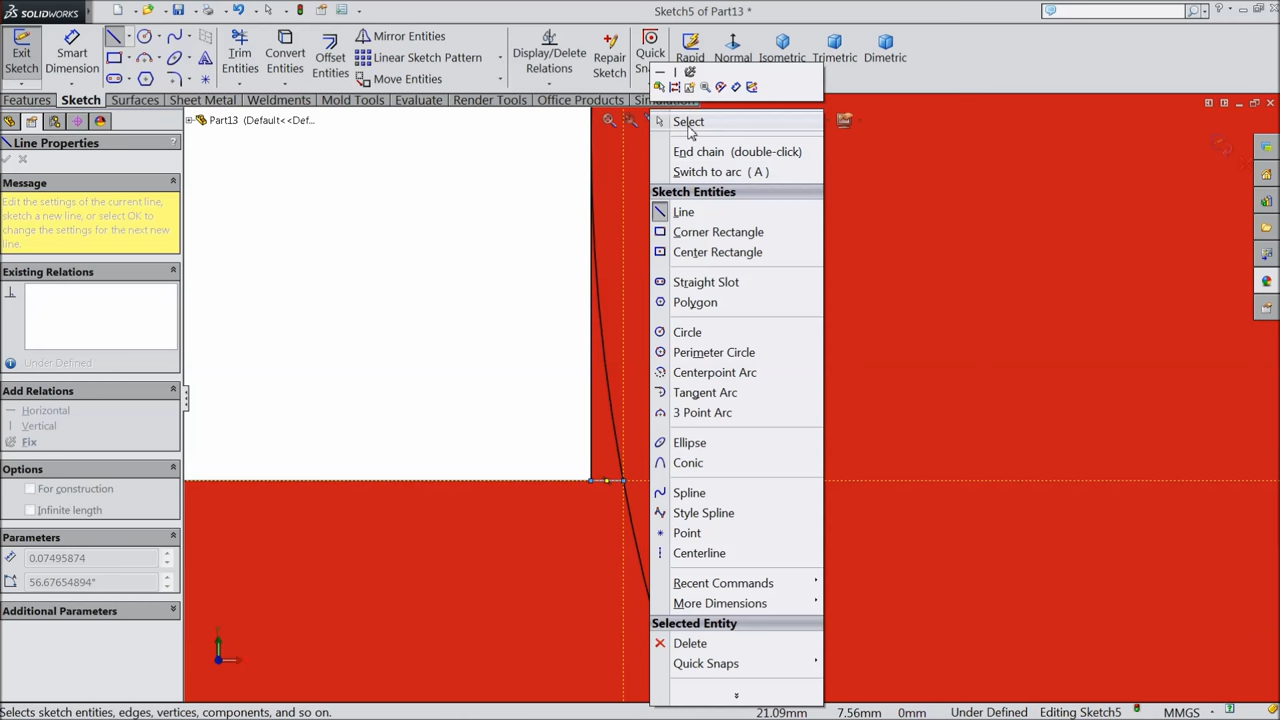 SOLIDWORKS
Sketch5 of Part13 *
Exit Sketch
Smart Dimension
Trim Entities
Convert Entities
Offset Entities
Mirror Entities
Linear Sketch Pattern
Move Entities
Display/Delete Relations
Repair Sketch
Quick
Rapid
Normal
Isometric
Trimetric
Dimetric
Features
Sketch
Surfaces
Sheet Metal
Weldments
Mold Tools
Evaluate
Render Tools
Office Products
Simulation
Line Properties
?
Message
Edit the settings of the current line, sketch a new line, or select OK to change the settings for the next new line.
Existing Relations
Under Defined
Add Relations
Horizontal
Vertical
Fix
Options
For construction
Infinite length
Parameters
0.07495874
56.67654894°
Additional Parameters
Part13 (Default<<Def...
Select
End chain (double-click)
Switch to arc ( A )
Sketch Entities
Line
Corner Rectangle
Center Rectangle
Straight Slot
Polygon
Circle
Perimeter Circle
Centerpoint Arc
Tangent Arc
3 Point Arc
Ellipse
Conic
Spline
Style Spline
Point
Centerline
Recent Commands
More Dimensions
Selected Entity
Delete
Quick Snaps
Selects sketch entities, edges, vertices, components, and so on.
21.09mm
7.56mm
0mm
Under Defined
Editing Sketch5
MMGS